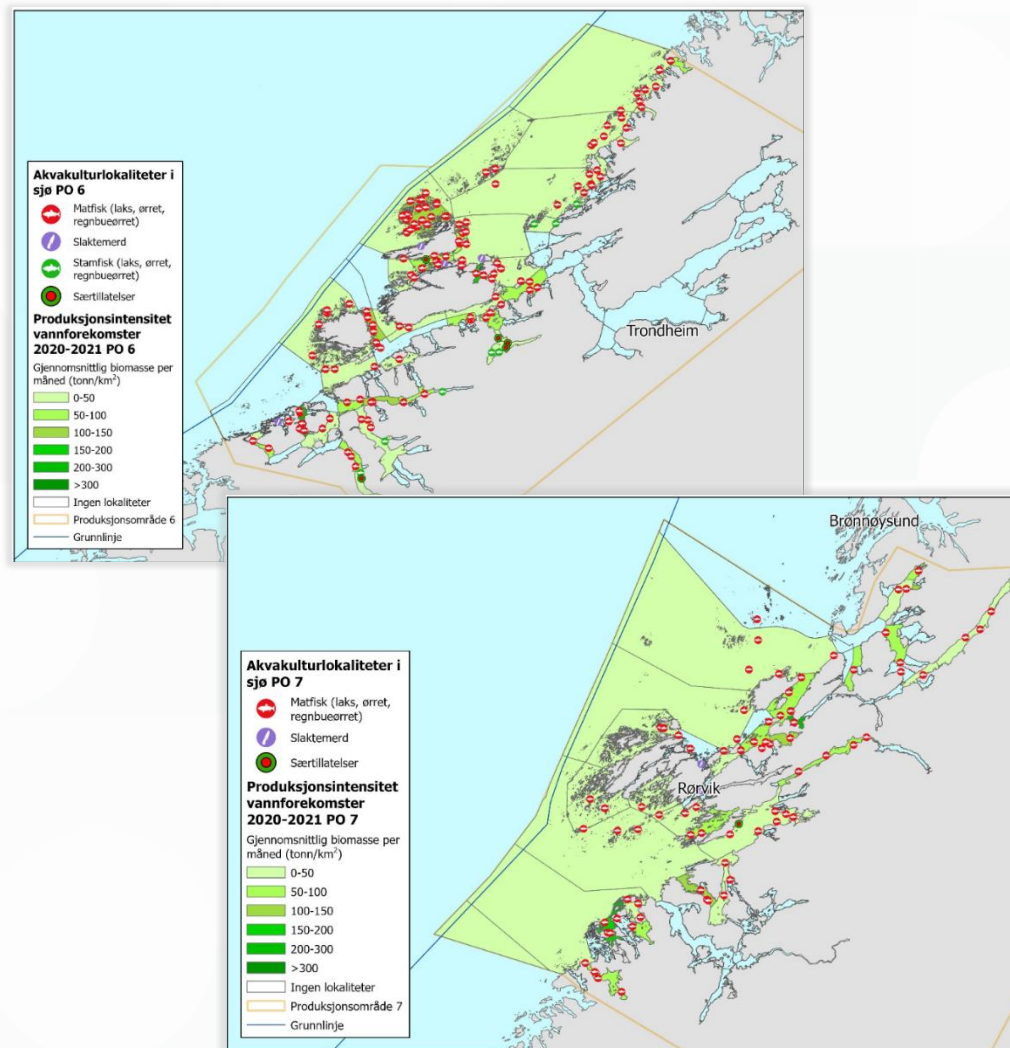 Akvakulturlokaliteter i
sjø PO 6
Matfisk (laks, ørret,
regnbueørret)
Slaktemerd
Stamfisk (laks, ørret,
regnbueørret)
Særtillatelser
Produksjonsintensitet
vannforekomster
2020-2021 PO 6
Gjennomsnittlig biomasse per
måned (tonn/km²)
0-50
50-100
100-150
150-200
200-300
>300
Ingen lokaliteter
Produksjonsområde 6
Grunnlinje
Trondheim
Brønnøysund
Rørvik
Akvakulturlokaliteter i
sjø PO 7
Matfisk (laks, ørret,
regnbueørret)
Slaktemerd
Særtillatelser
Produksjonsintensitet
vannforekomster
2020-2021 PO 7
Gjennomsnittlig biomasse per
måned (tonn/km²)
0-50
50-100
100-150
150-200
200-300
>300
Ingen lokaliteter
Produksjonsområde 7
Grunnlinje